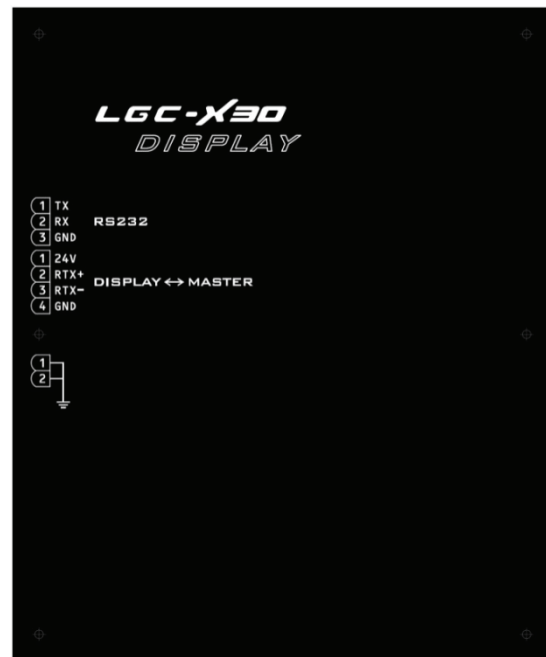 LGC-X30
DISPLAY
1 TX
2 RX RS232
3 GND
1 24V
2 RTX+
DISPLAY↔MASTER
3 RTX-
4 GND
1
2